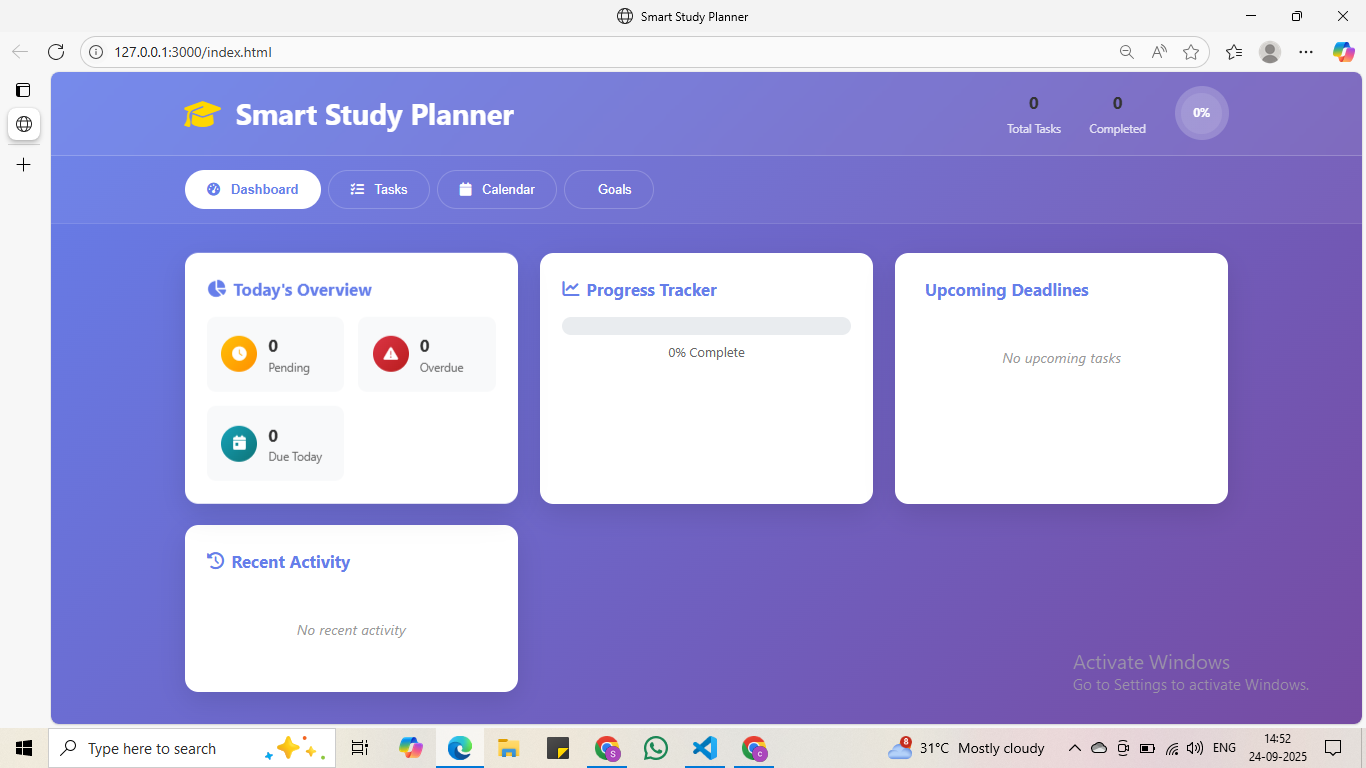 Smart Study Planner
127.0.0.1:3000/index.html
Smart Study Planner
0
Total Tasks
0
Completed
0%
Dashboard
Tasks
Calendar
Goals
Today's Overview
0
Pending
0
Overdue
0
Due Today
Progress Tracker
0% Complete
Upcoming Deadlines
No upcoming tasks
Recent Activity
No recent activity
Activate Windows
Go to Settings to activate Windows.
Type here to search
S
C
8
31°C Mostly cloudy
ENG
14:52
24-09-2025